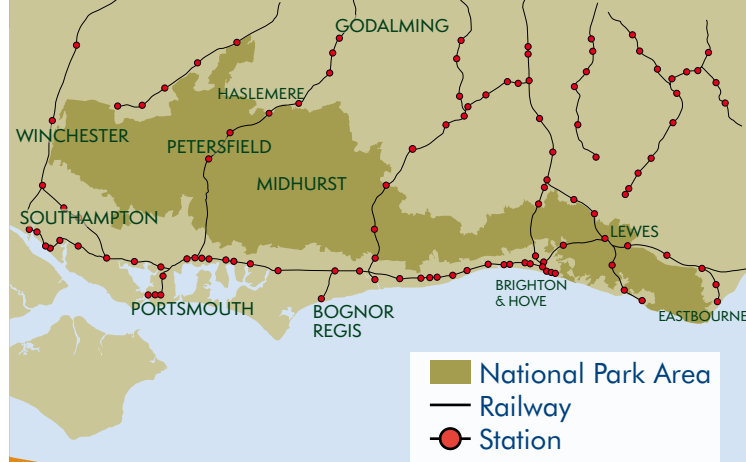 GODALMING
HASLEMERE
WINCHESTER
PETERSFIELD
MIDHURST
SOUTHAMPTON
LEWES
BRIGHTON
& HOVE
PORTSMOUTH
BOGNOR
REGIS
EASTBOURNE
National Park Area
Railway
Station